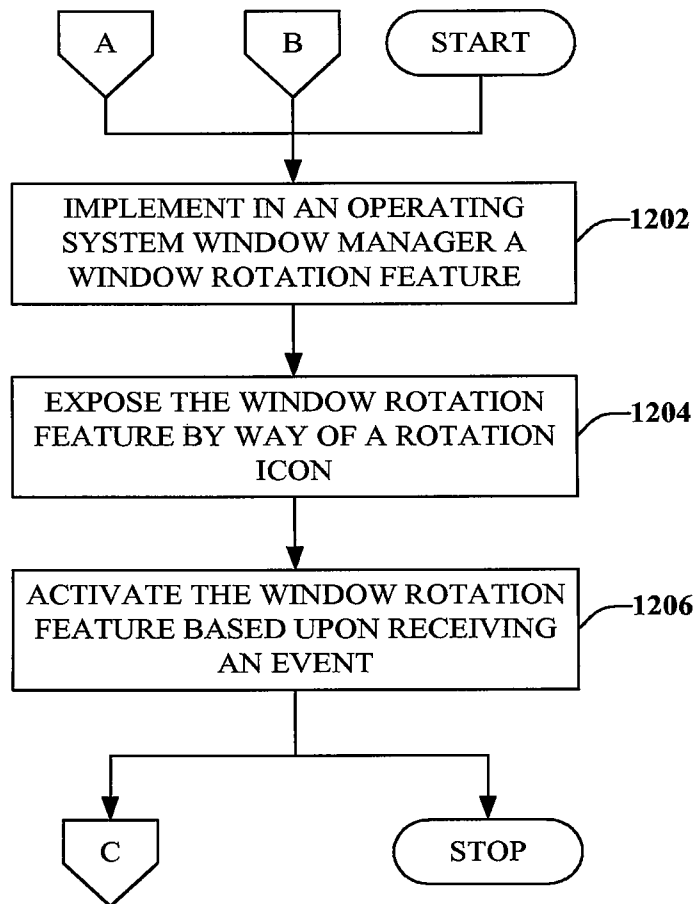 A
B
START
IMPLEMENT IN AN OPERATING
SYSTEM WINDOW MANAGER A
WINDOW ROTATION FEATURE
1202
EXPOSE THE WINDOW ROTATION
FEATURE BY WAY OF A ROTATION
ICON
1204
ACTIVATE THE WINDOW ROTATION
FEATURE BASED UPON RECEIVING
AN EVENT
1206
C
STOP